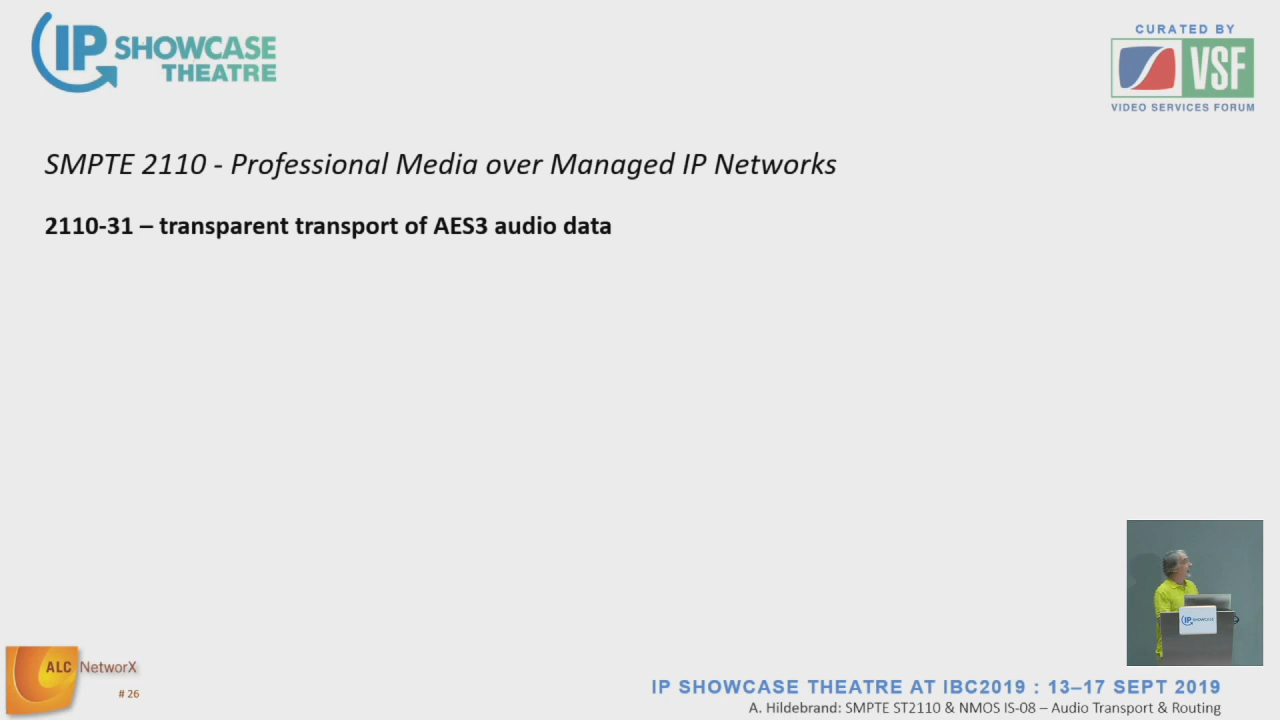 IP SHOWCASE
THEATRE
CURATED BY
VSF
VIDEO SERVICES FORUM
SMPTE 2110 - Professional Media over Managed IP Networks
2110-31 – transparent transport of AES3 audio data
IP SHOWCASE
ALC NetworX
# 26
IP SHOWCASE THEATRE AT IBC2019 : 13–17 SEPT 2019
A. Hildebrand: SMPTE ST2110 & NMOS IS-08 – Audio Transport & Routing